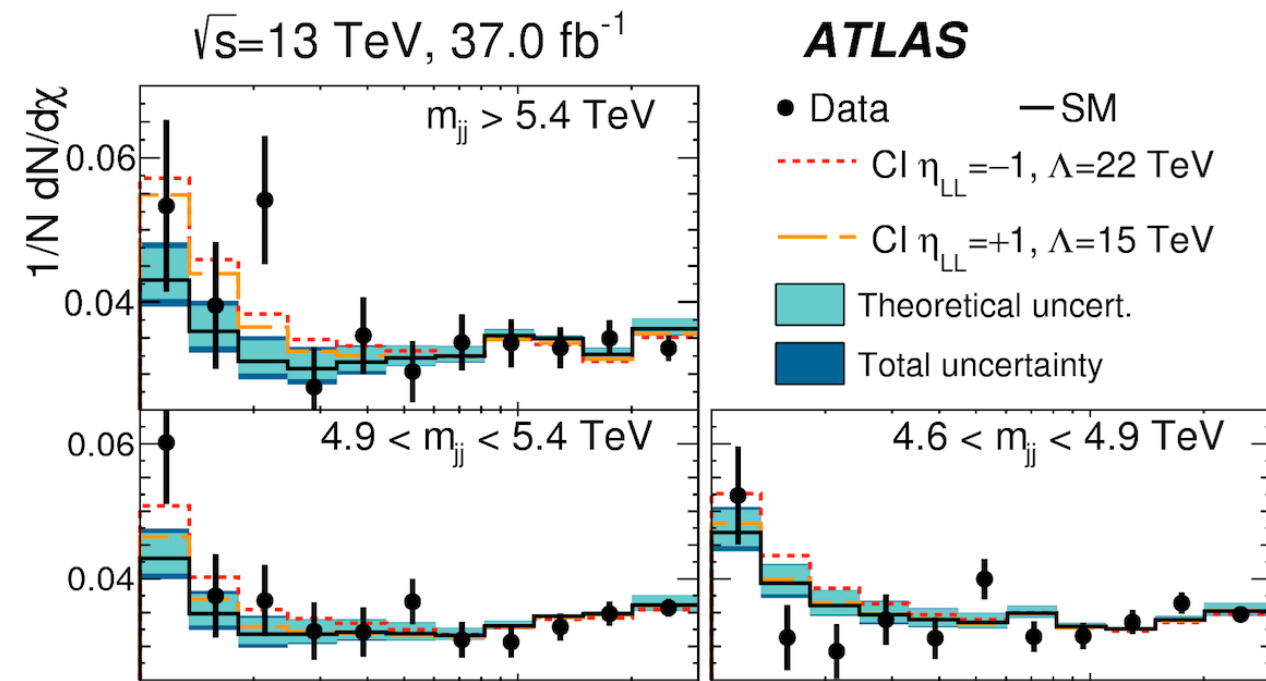 √s=13 TeV, 37.0 fb⁻¹
ATLAS
1/N dN/dχ
0.06
0.04
m_jj > 5.4 TeV
Data
SM
CI η_LL=−1, Λ=22 TeV
CI η_LL=+1, Λ=15 TeV
Theoretical uncert.
Total uncertainty
0.06
0.04
4.9 < m_jj < 5.4 TeV
4.6 < m_jj < 4.9 TeV